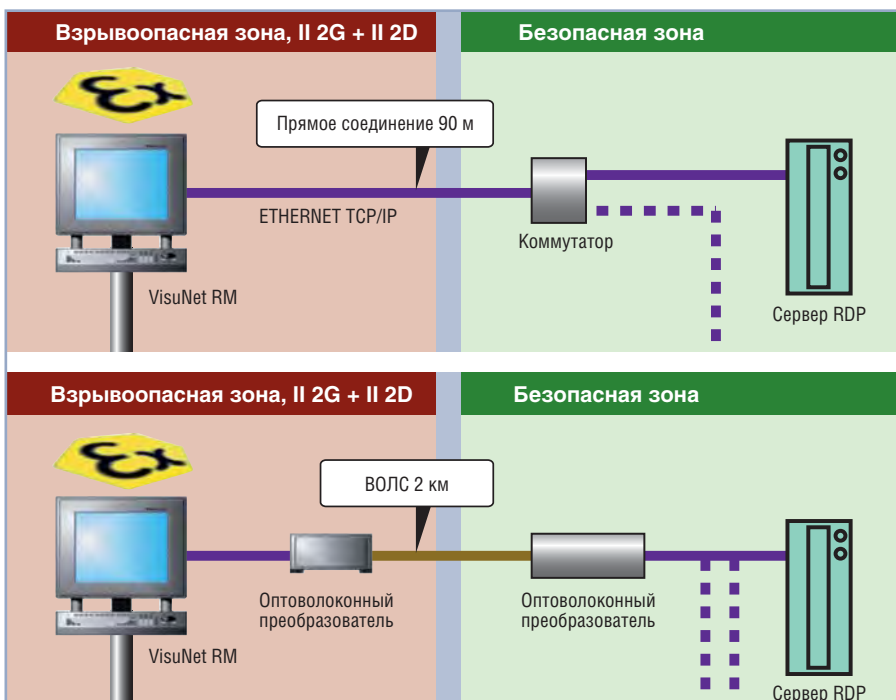 Взрывоопасная зона, II 2G + II 2D
Безопасная зона
Ex
Прямое соединение 90 м
ETHERNET TCP/IP
Коммутатор
VisuNet RM
Сервер RDP
Взрывоопасная зона, II 2G + II 2D
Безопасная зона
Ex
ВОЛС 2 км
Оптоволоконный
преобразователь
Оптоволоконный
преобразователь
VisuNet RM
Сервер RDP